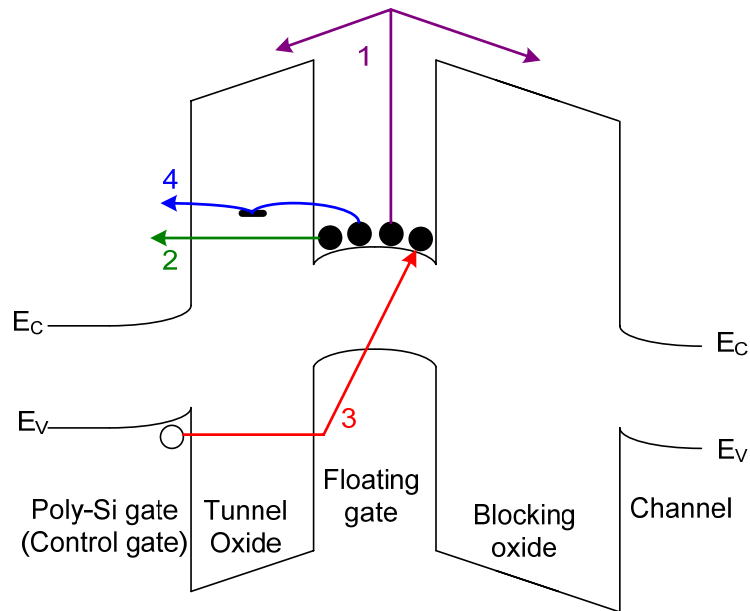 1
4
2
E_C
E_C
E_V
3
E_V
Poly-Si gate
(Control gate)
Tunnel
Oxide
Floating
gate
Blocking
oxide
Channel